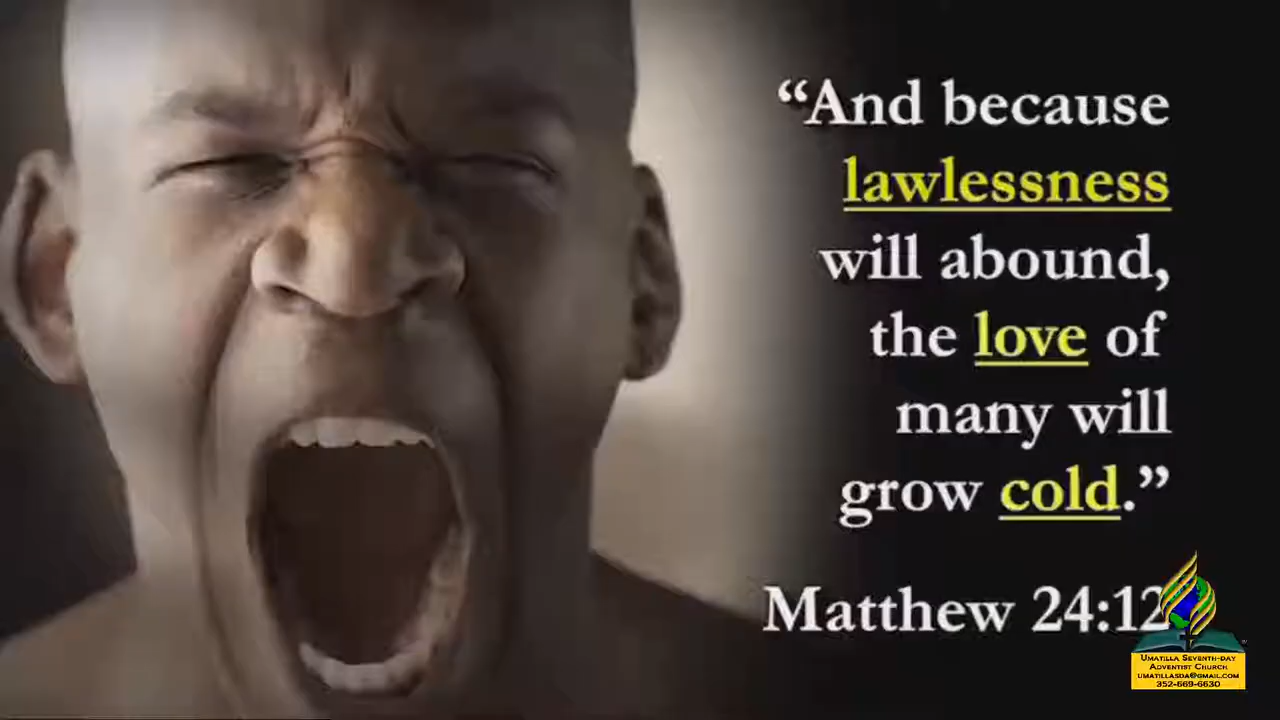 “And because
lawlessness
will abound,
the love of
many will
grow cold.”
Matthew 24:12
Umatilla Seventh-day
Adventist Church
umatillasda@gmail.com
352-669-6630